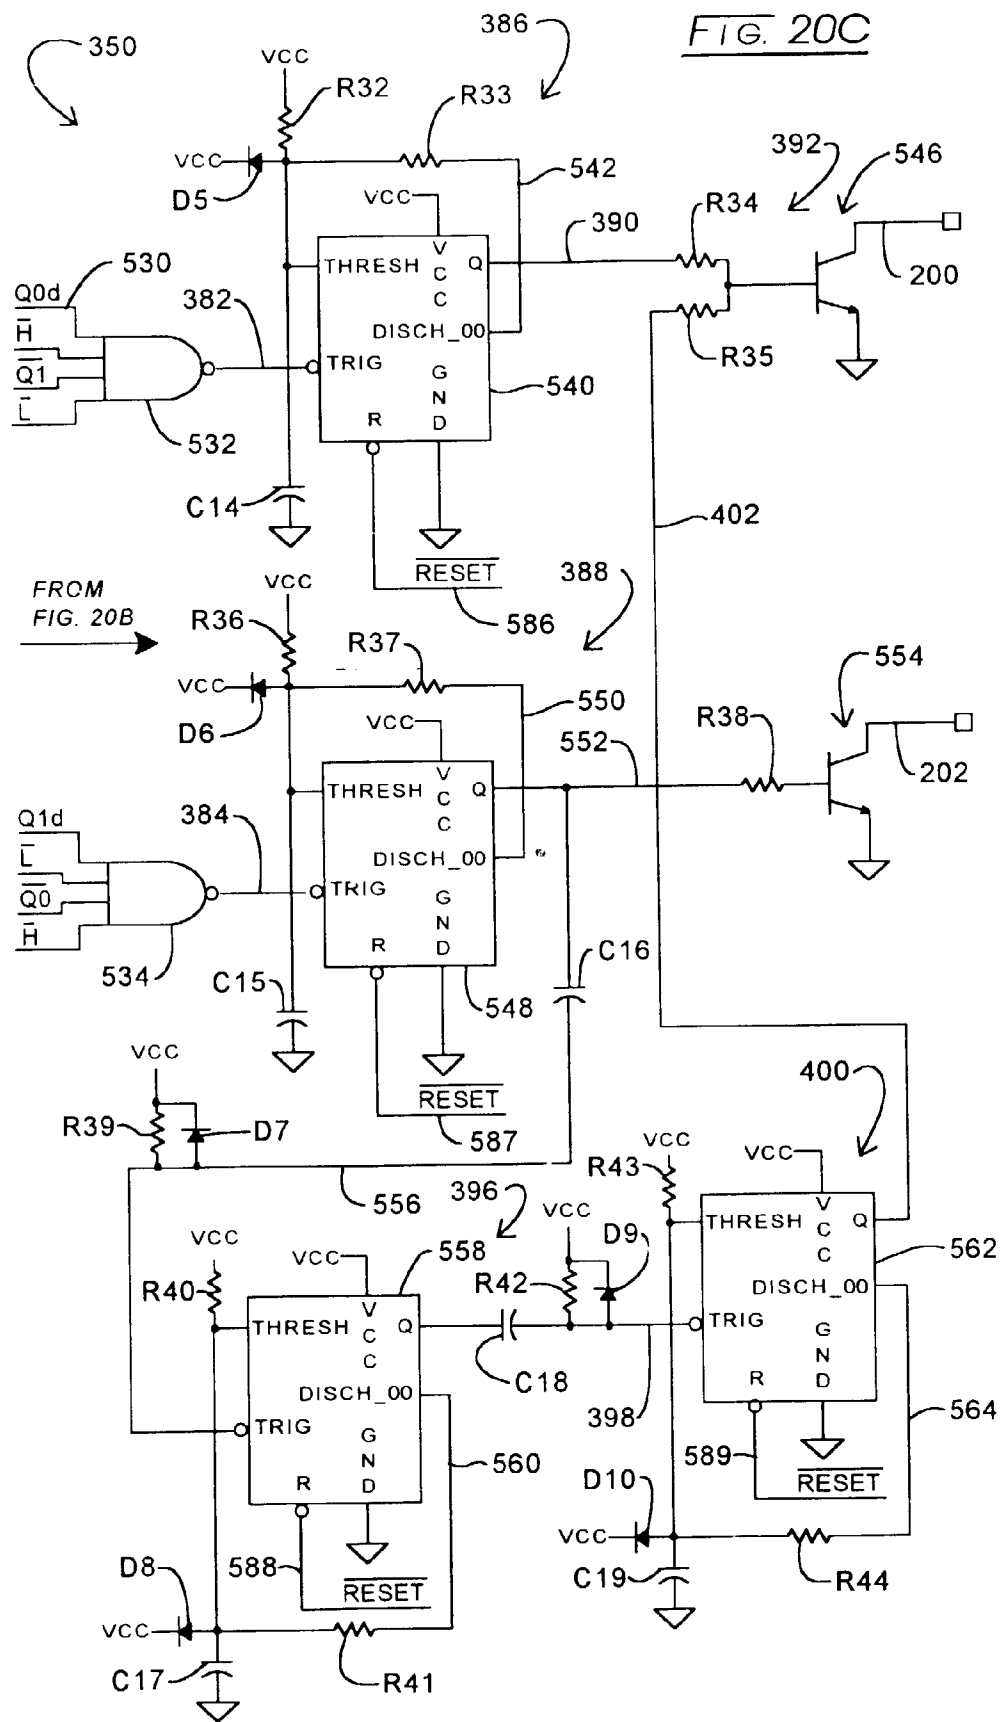 FIG. 20C
350
386
VCC
R32
R33
392
546
VCC
D5
542
VCC
R34
390
530
Q0d
H̅
Q̅1̅
L̅
382
THRESH
V
C
C
Q
200
DISCH_00
R35
TRIG
G
N
D
540
R
532
C14
402
RESET
586
FROM
FIG. 20B
VCC
388
R36
R37
554
VCC
D6
VCC
550
R38
552
202
Q1d
L̅
Q̅0̅
H̅
384
THRESH
V
C
C
Q
DISCH_00
TRIG
G
N
D
R
534
C15
C16
548
VCC
RESET
587
400
R39
D7
VCC
R43
VCC
556
396
THRESH
V
C
C
Q
562
VCC
VCC
558
VCC
D9
R40
R42
DISCH_00
THRESH
V
C
C
Q
TRIG
G
N
D
C18
DISCH_00
R
398
564
TRIG
G
N
D
560
589
R
RESET
D10
VCC
D8
588
RESET
C19
R44
VCC
C17
R41